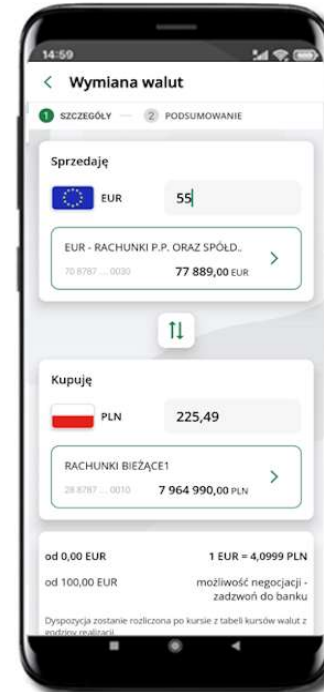 14:59
Wymiana walut
1 SZCZEGÓŁY 2 PODSUMOWANIE
Sprzedaję
EUR 55
EUR - RACHUNKI P.P. ORAZ SPÓŁD..
70 8787 ... 0030 77 889,00 EUR
Kupuję
PLN 225,49
RACHUNKI BIEŻĄCE1
28 8787 ... 0010 7 964 990,00 PLN
od 0,00 EUR 1 EUR = 4,0999 PLN
od 100,00 EUR możliwość negocjacji -
zadzwoń do banku
Dyspozycja zostanie rozliczona po kursie z tabeli kursów walut z
godziny realizacji